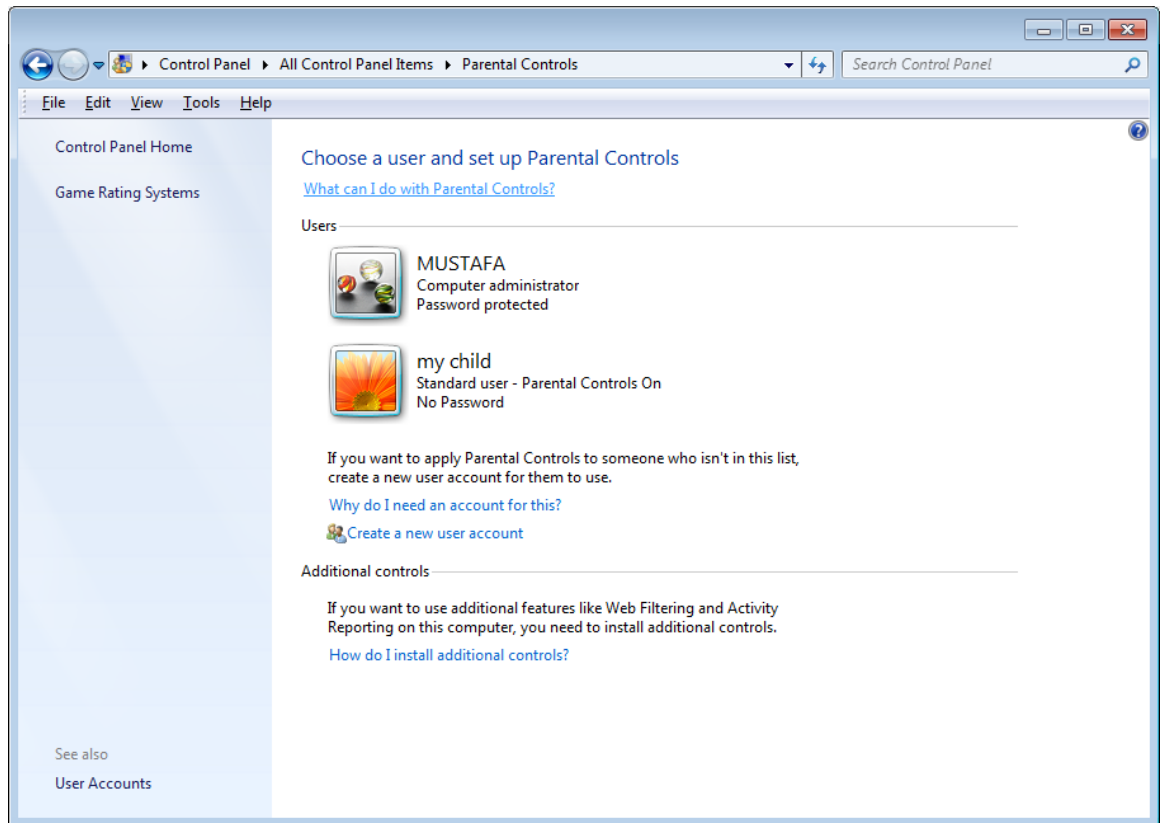 Control Panel All Control Panel Items Parental Controls Search Control Panel
File Edit View Tools Help
Control Panel Home
Game Rating Systems
Choose a user and set up Parental Controls
What can I do with Parental Controls?
Users
MUSTAFA
Computer administrator
Password protected
my child
Standard user - Parental Controls On
No Password
If you want to apply Parental Controls to someone who isn't in this list,
create a new user account for them to use.
Why do I need an account for this?
Create a new user account
Additional controls
If you want to use additional features like Web Filtering and Activity
Reporting on this computer, you need to install additional controls.
How do I install additional controls?
See also
User Accounts